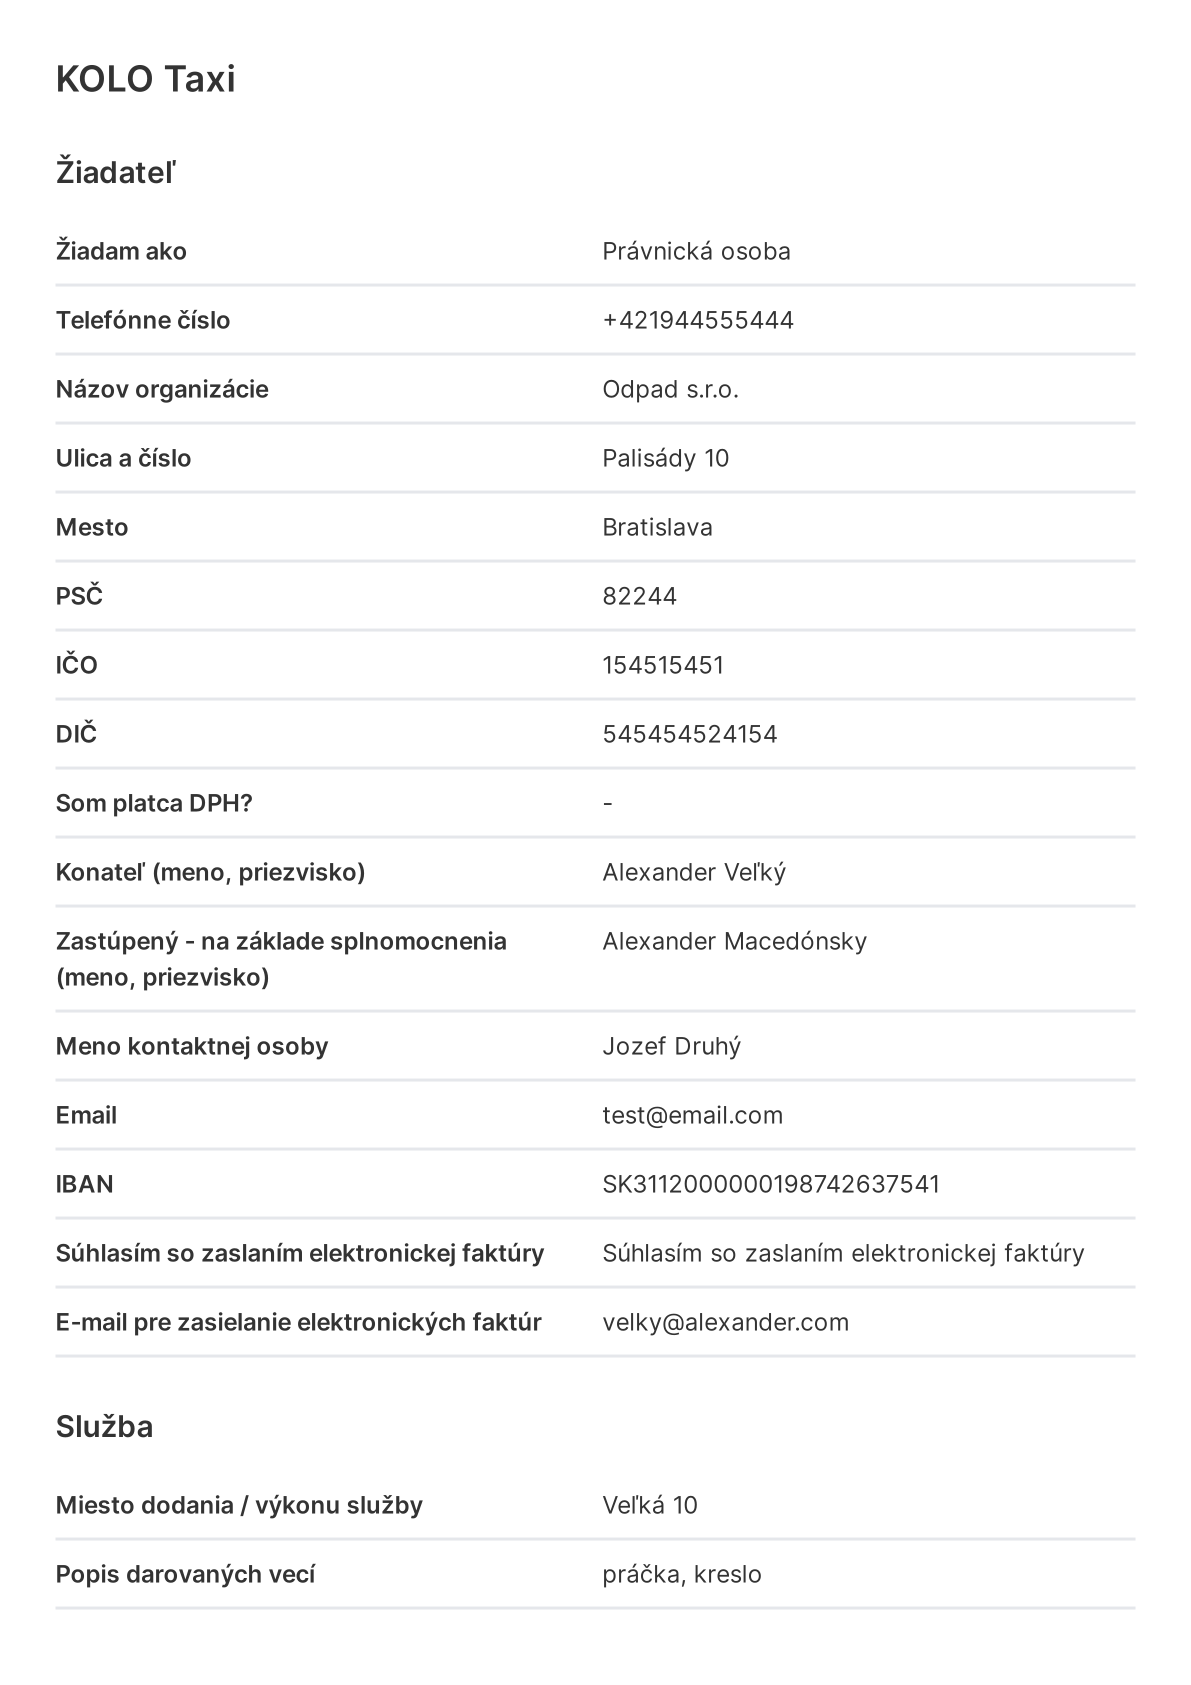 KOLO Taxi
Žiadateľ
Žiadam ako Právnická osoba
Telefónne číslo +421944555444
Názov organizácie Odpad s.r.o.
Ulica a číslo Palisády 10
Mesto Bratislava
PSČ 82244
IČO 154515451
DIČ 545454524154
Som platca DPH? -
Konateľ (meno, priezvisko) Alexander Veľký
Zastúpený - na základe splnomocnenia Alexander Macedónsky
(meno, priezvisko)
Meno kontaktnej osoby Jozef Druhý
Email test@email.com
IBAN SK3112000000198742637541
Súhlasím so zaslaním elektronickej faktúry Súhlasím so zaslaním elektronickej faktúry
E-mail pre zasielanie elektronických faktúr velky@alexander.com
Služba
Miesto dodania / výkonu služby Veľká 10
Popis darovaných vecí práčka, kreslo